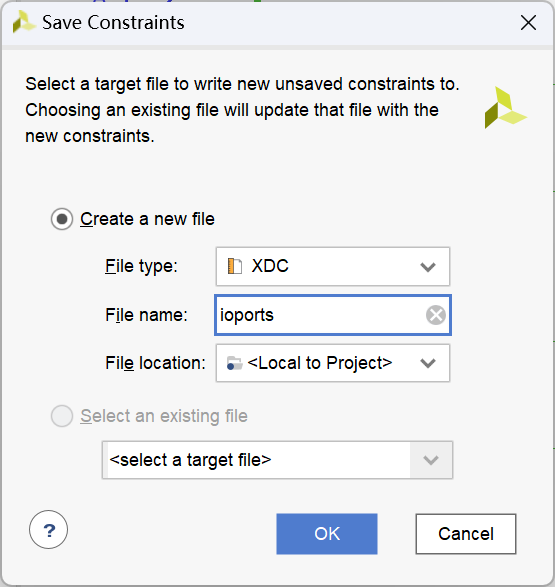 Save Constraints
Select a target file to write new unsaved constraints to.
Choosing an existing file will update that file with the
new constraints.
Create a new file
File type: XDC
File name: ioports
File location: <Local to Project>
Select an existing file
<select a target file>
? OK Cancel